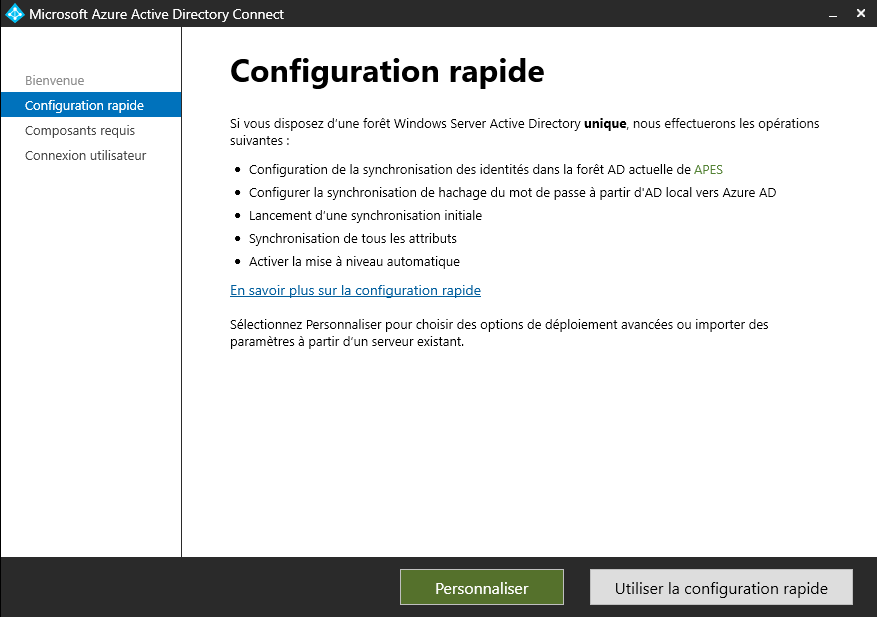 Microsoft Azure Active Directory Connect
Bienvenue
Configuration rapide
Composants requis
Connexion utilisateur
Configuration rapide
Si vous disposez d'une forêt Windows Server Active Directory unique, nous effectuerons les opérations
suivantes :
• Configuration de la synchronisation des identités dans la forêt AD actuelle de APES
• Configurer la synchronisation de hachage du mot de passe à partir d'AD local vers Azure AD
• Lancement d'une synchronisation initiale
• Synchronisation de tous les attributs
• Activer la mise à niveau automatique
En savoir plus sur la configuration rapide
Sélectionnez Personnaliser pour choisir des options de déploiement avancées ou importer des
paramètres à partir d'un serveur existant.
Personnaliser
Utiliser la configuration rapide